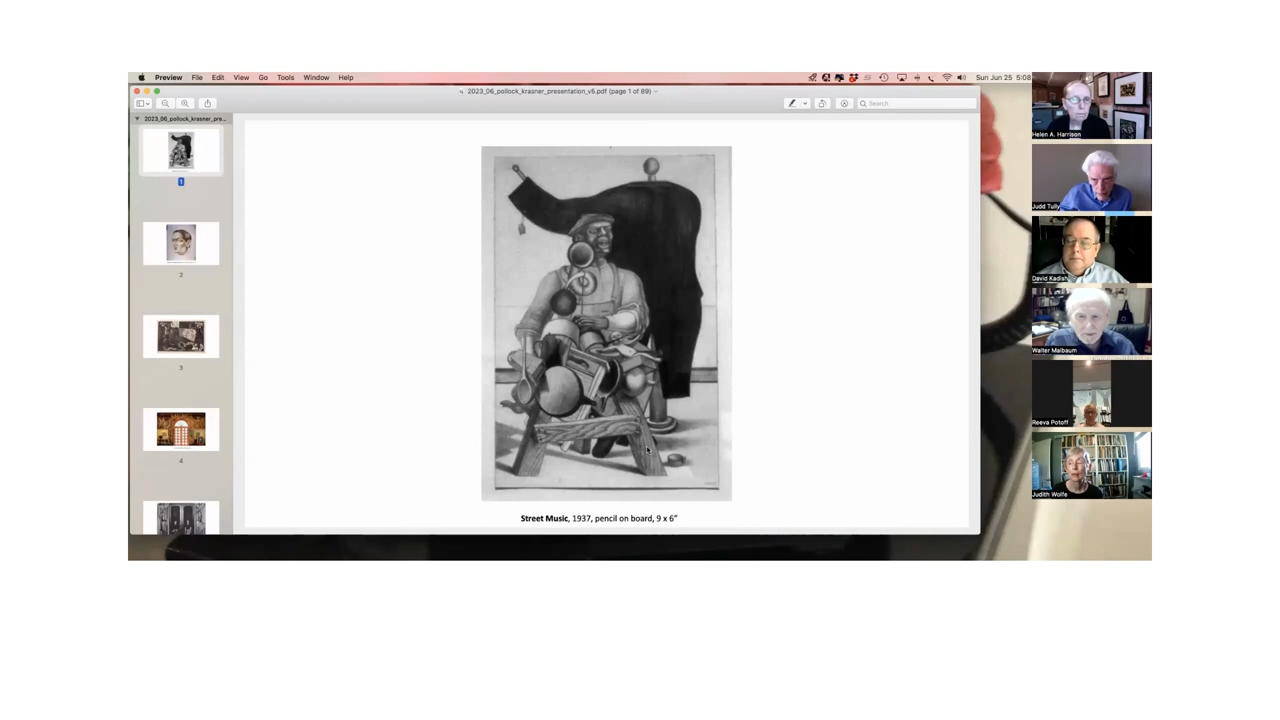 Preview File Edit View Go Tools Window Help
Sun Jun 25 5:08
2023_06_pollock_krasner_presentation_v6.pdf (page 1 of 89)
Search
2023_06_pollock_krasner_pre...
1
2
3
4
Street Music, 1937, pencil on board, 9 x 6"
Helen A. Harrison
Judd Tully
David Kadish
Walter Maibaum
Reeva Potoff
Judith Wolfe